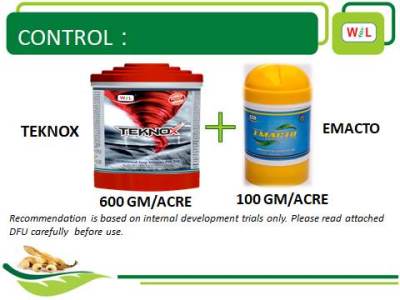 CONTROL :
W L
W L
TEKNOX
TEKNOX
EMACTO
EMACTO
600 GM/ACRE
100 GM/ACRE
Recommendation is based on internal development trials only. Please read attached
DFU carefully before use.